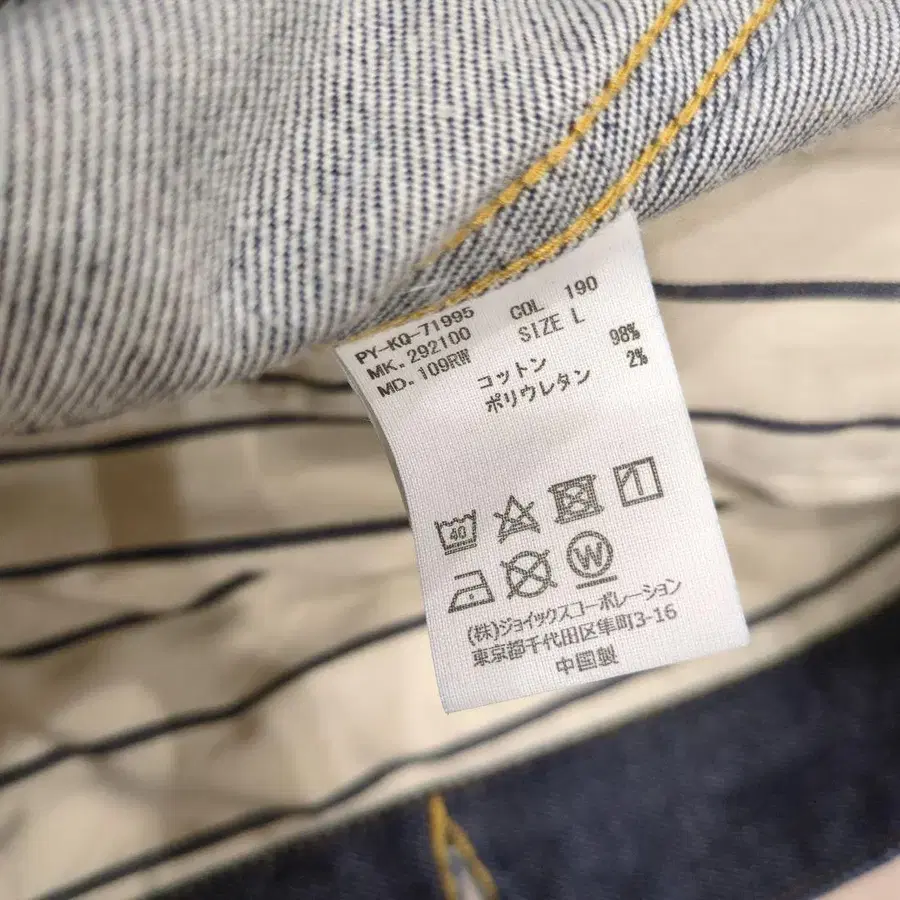 PY-KQ-71995 COL 190
MK.292100 SIZE L
MD.109RW
コットン 98%
ポリウレタン 2%
40
W
(株)ジョイックスコーポレーション
東京都千代田区隼町3-16
中国製